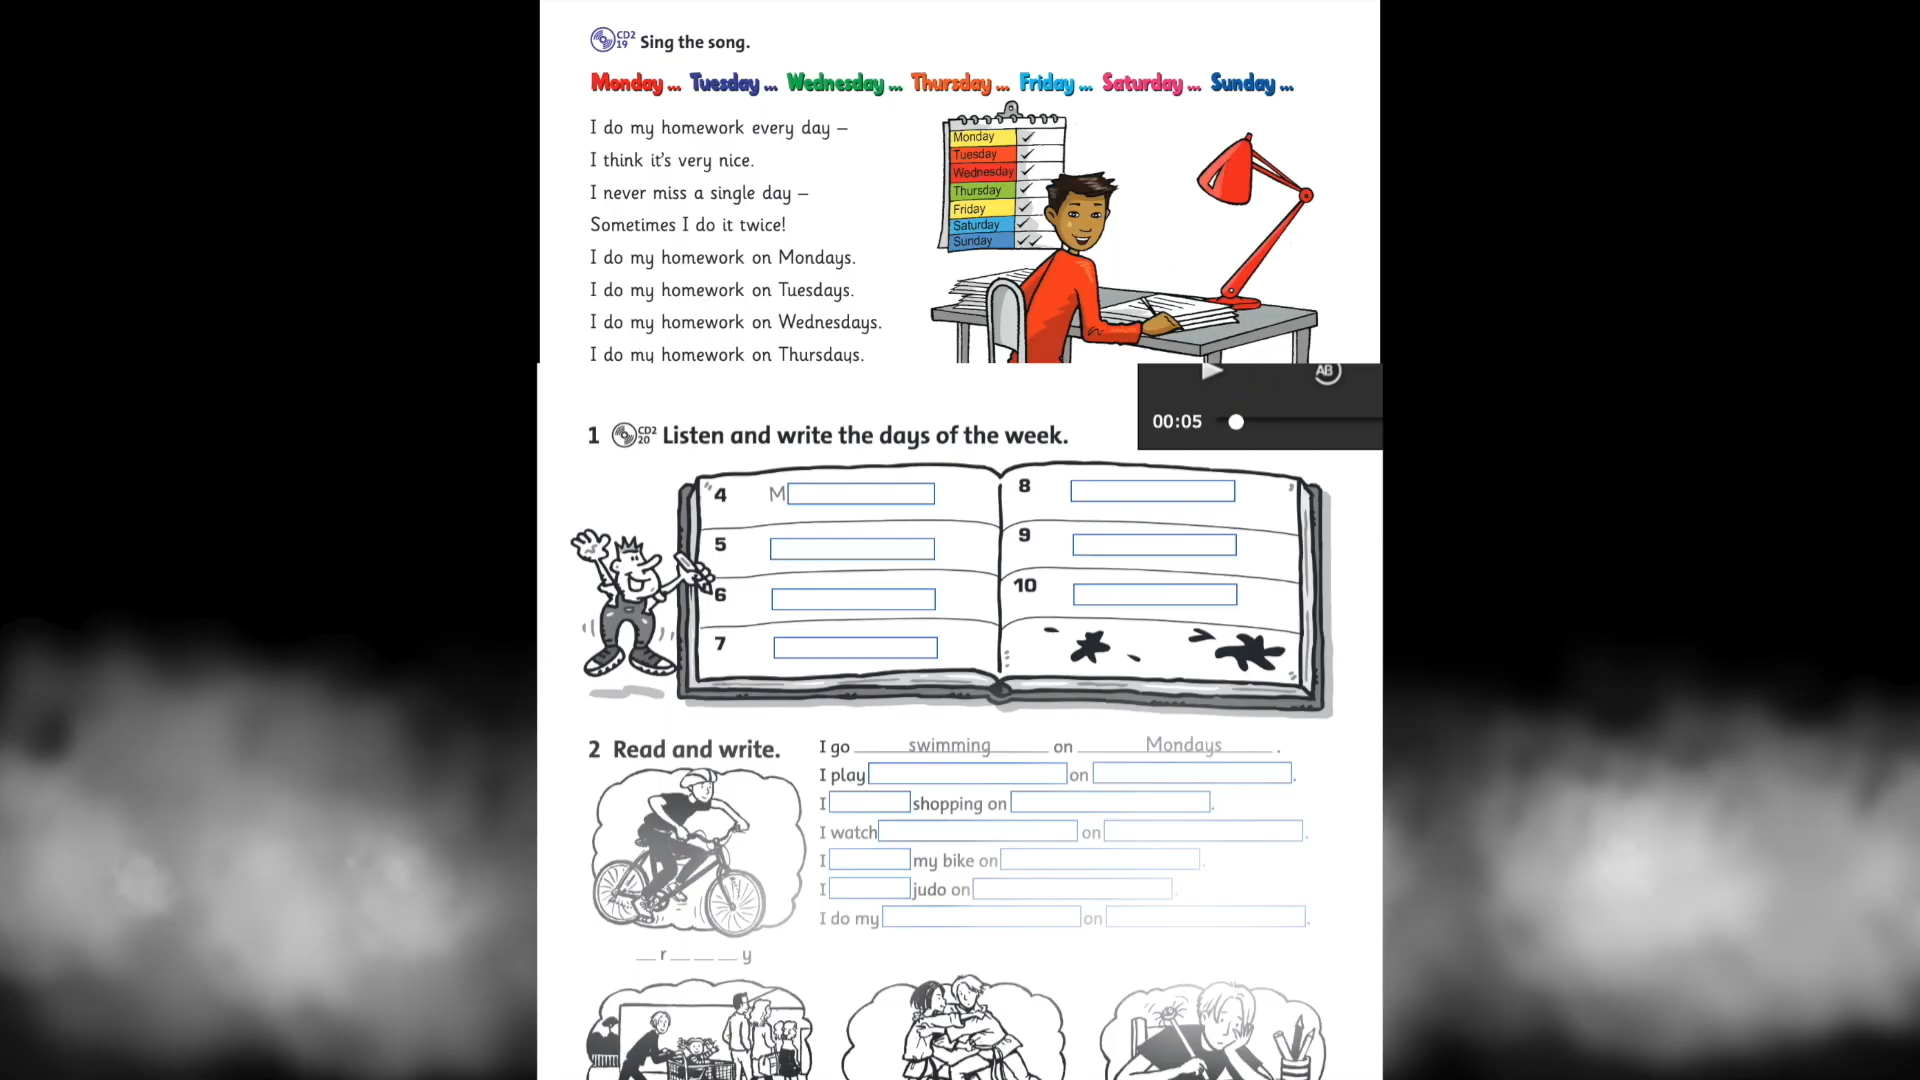 CD2 19 Sing the song.
Monday ... Tuesday ... Wednesday ... Thursday ... Friday ... Saturday ... Sunday ...
I do my homework every day –
I think it's very nice.
I never miss a single day –
Sometimes I do it twice!
I do my homework on Mondays.
I do my homework on Tuesdays.
I do my homework on Wednesdays.
I do my homework on Thursdays.
Monday
Tuesday
Wednesday
Thursday
Friday
Saturday
Sunday
AB
00:05
1 CD2 20 Listen and write the days of the week.
4 M
5
6
7
8
9
10
2 Read and write.
I go swimming on Mondays.
I play on .
I shopping on .
I watch on .
I my bike on .
I judo on .
I do my on .
__ r __ __ __ y